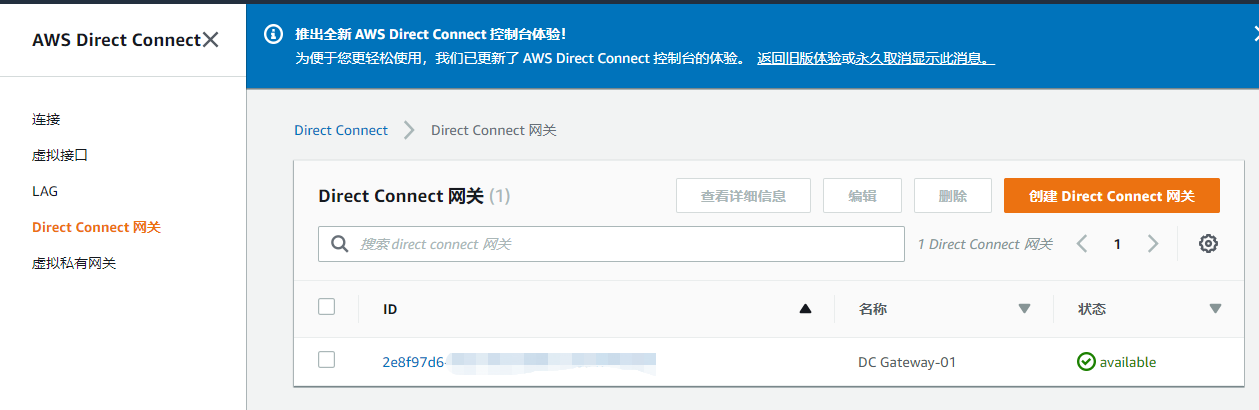 AWS Direct Connect
推出全新 AWS Direct Connect 控制台体验！
为便于您更轻松使用，我们已更新了 AWS Direct Connect 控制台的体验。 返回旧版体验或永久取消显示此消息。
连接
虚拟接口
LAG
Direct Connect 网关
虚拟私有网关
Direct Connect
Direct Connect 网关
Direct Connect 网关 (1)
查看详细信息
编辑
删除
创建 Direct Connect 网关
搜索 direct connect 网关
1 Direct Connect 网关
1
ID
名称
状态
2e8f97d6-
DC Gateway-01
available